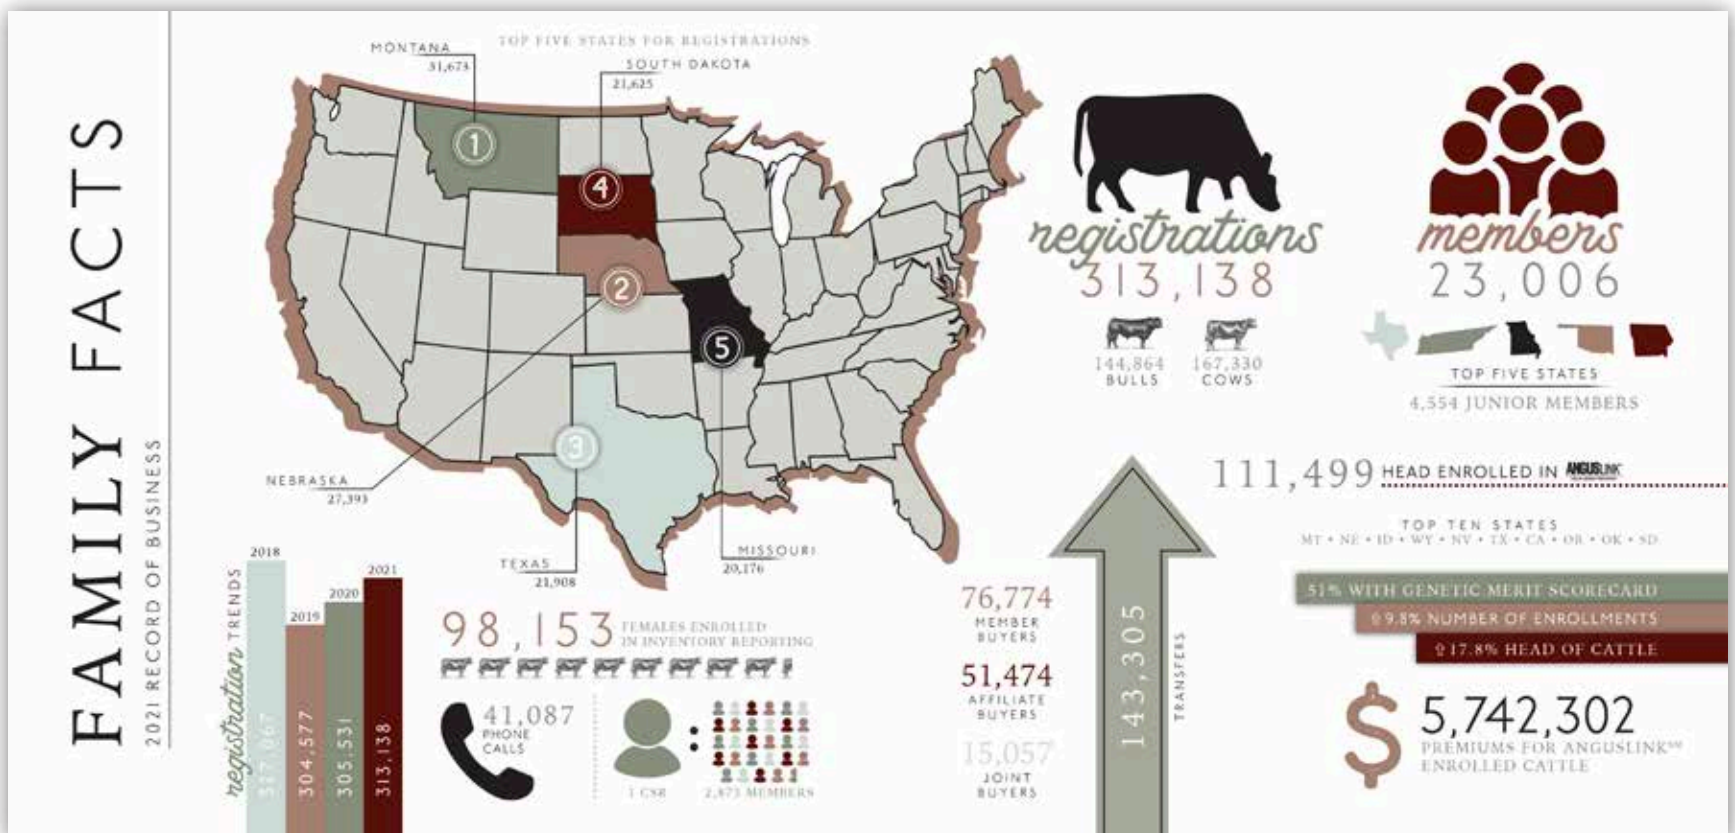 FAMILY FACTS
2021 RECORD OF BUSINESS
TOP FIVE STATES FOR REGISTRATIONS
MONTANA
31,673
SOUTH DAKOTA
21,625
1
4
2
5
3
NEBRASKA
27,393
TEXAS
21,908
MISSOURI
20,176
registrations
313,138
144,864
BULLS
167,330
COWS
members
23,006
TOP FIVE STATES
4,554 JUNIOR MEMBERS
111,499 HEAD ENROLLED IN ANGUSLINK
TOP TEN STATES
MT • NE • ID • WY • NV • TX • CA • OR • OK • SD
51% WITH GENETIC MERIT SCORECARD
⇧9.8% NUMBER OF ENROLLMENTS
⇧17.8% HEAD OF CATTLE
$5,742,302
PREMIUMS FOR ANGUSLINK℠
ENROLLED CATTLE
registration TRENDS
2018
2019
304,577
2020
305,531
2021
313,138
98,153 FEMALES ENROLLED
IN INVENTORY REPORTING
41,087
PHONE
CALLS
1 CSR
:
2,873 MEMBERS
76,774
MEMBER
BUYERS
51,474
AFFILIATE
BUYERS
15,057
JOINT
BUYERS
143,305
TRANSFERS